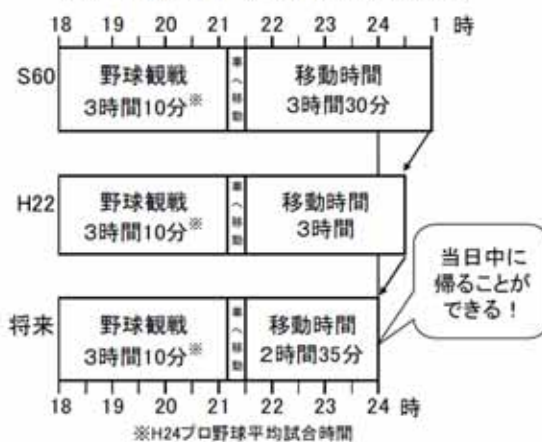 18 19 20 21 22 23 24 1 時
S60
野球観戦
3時間10分※
車へ移動
移動時間
3時間30分
H22
野球観戦
3時間10分※
車へ移動
移動時間
3時間
当日中に
帰ることが
できる！
将来
野球観戦
3時間10分※
車へ移動
移動時間
2時間35分
18 19 20 21 22 23 24 時
※H24プロ野球平均試合時間